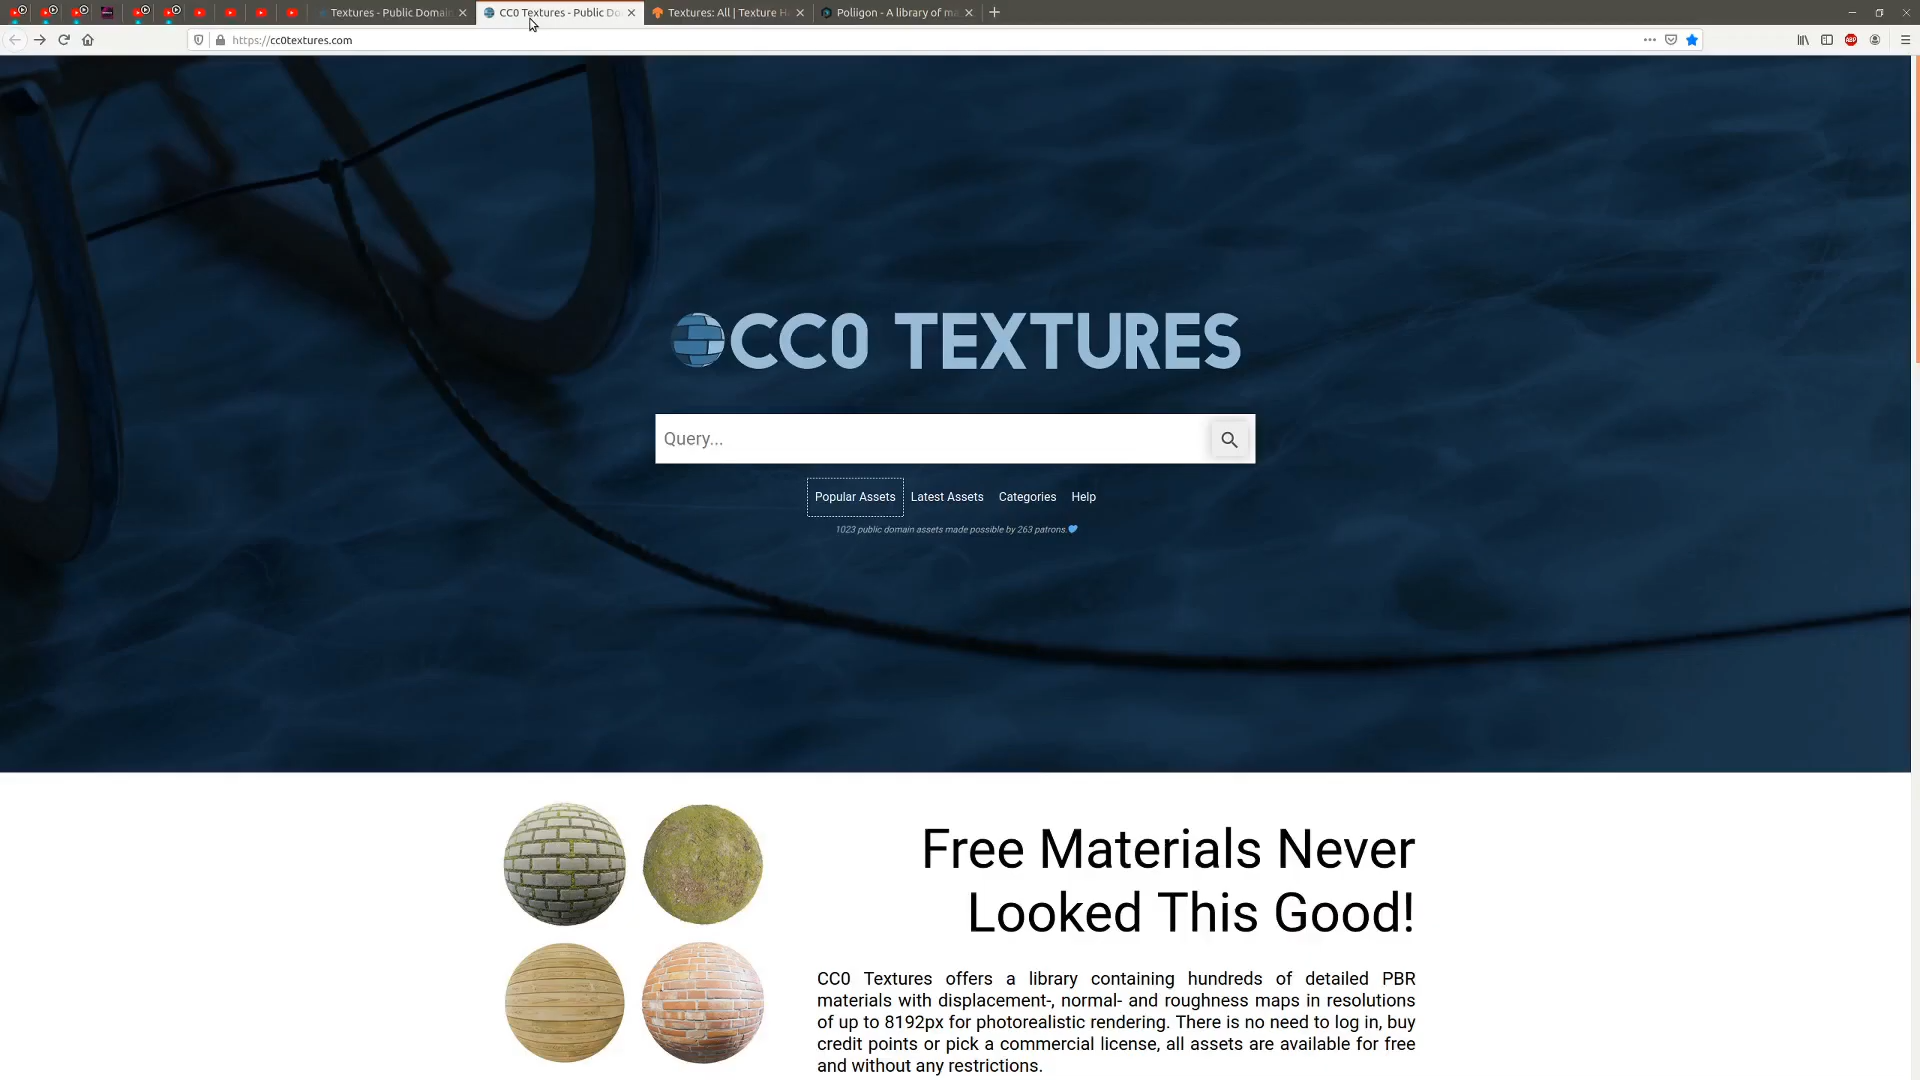 Textures - Public Domain
CC0 Textures - Public Do
Textures: All | Texture H
Poliigon - A library of ma
https://cc0textures.com
ABP
CC0 TEXTURES
Query...
Popular Assets
Latest Assets
Categories
Help
1023 public domain assets made possible by 263 patrons.
Free Materials Never
Looked This Good!
CC0 Textures offers a library containing hundreds of detailed PBR
materials with displacement-, normal- and roughness maps in resolutions
of up to 8192px for photorealistic rendering. There is no need to log in, buy
credit points or pick a commercial license, all assets are available for free
and without any restrictions.